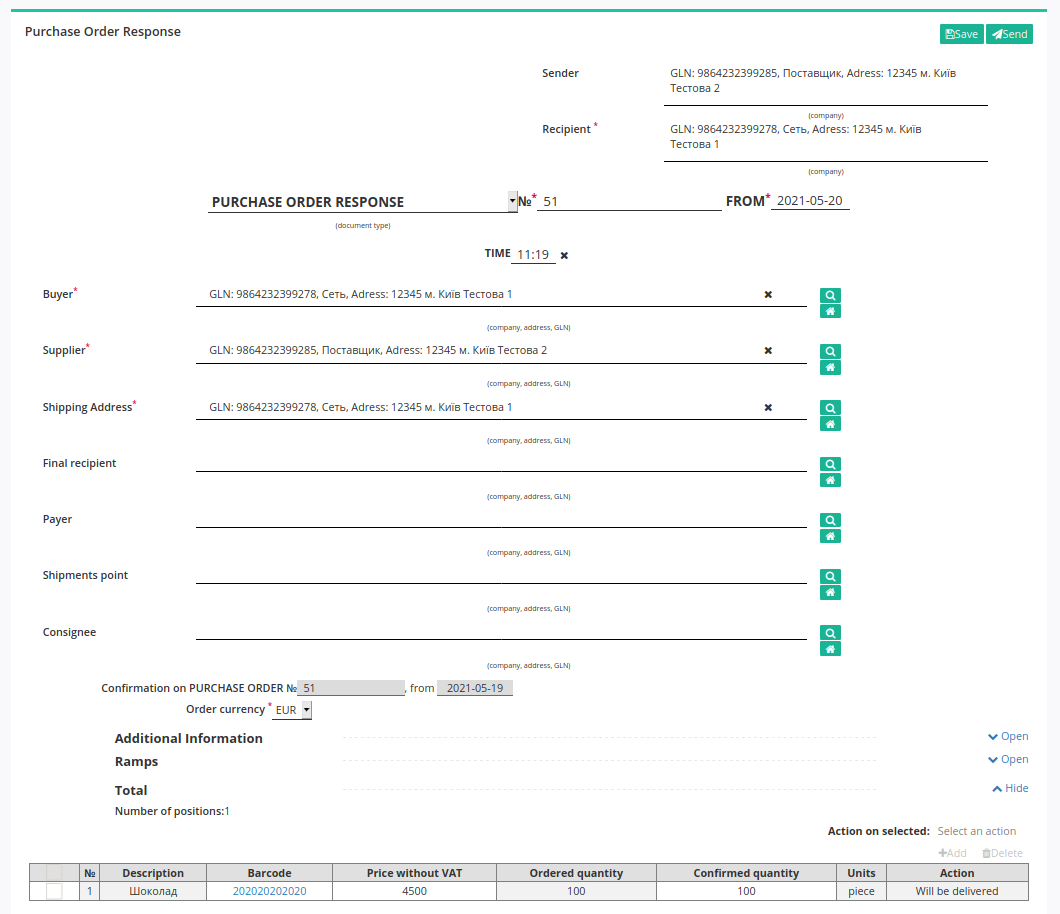 Purchase Order Response
Save Send
Sender GLN: 9864232399285, Поставщик, Adress: 12345 м. Київ
Тестова 2
(company)
Recipient * GLN: 9864232399278, Сеть, Adress: 12345 м. Київ
Тестова 1
(company)
PURCHASE ORDER RESPONSE №* 51 FROM* 2021-05-20
(document type)
TIME 11:19
Buyer* GLN: 9864232399278, Сеть, Adress: 12345 м. Київ Тестова 1
(company, address, GLN)
Supplier* GLN: 9864232399285, Поставщик, Adress: 12345 м. Київ Тестова 2
(company, address, GLN)
Shipping Address* GLN: 9864232399278, Сеть, Adress: 12345 м. Київ Тестова 1
(company, address, GLN)
Final recipient
(company, address, GLN)
Payer
(company, address, GLN)
Shipments point
(company, address, GLN)
Consignee
(company, address, GLN)
Confirmation on PURCHASE ORDER № 51 , from 2021-05-19
Order currency * EUR
Additional Information Open
Ramps Open
Total Hide
Number of positions:1
Action on selected: Select an action
+Add Delete
№ Description Barcode Price without VAT Ordered quantity Confirmed quantity Units Action
1 Шоколад 202020202020 4500 100 100 piece Will be delivered